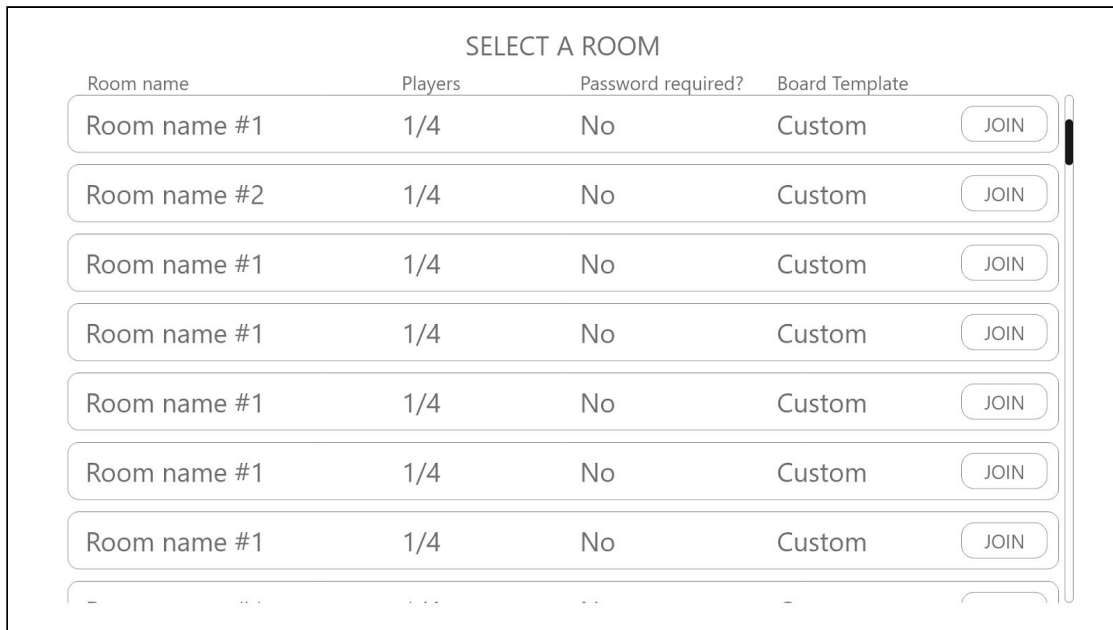 SELECT A ROOM
Room name Players Password required? Board Template
Room name #1 1/4 No Custom JOIN
Room name #2 1/4 No Custom JOIN
Room name #1 1/4 No Custom JOIN
Room name #1 1/4 No Custom JOIN
Room name #1 1/4 No Custom JOIN
Room name #1 1/4 No Custom JOIN
Room name #1 1/4 No Custom JOIN